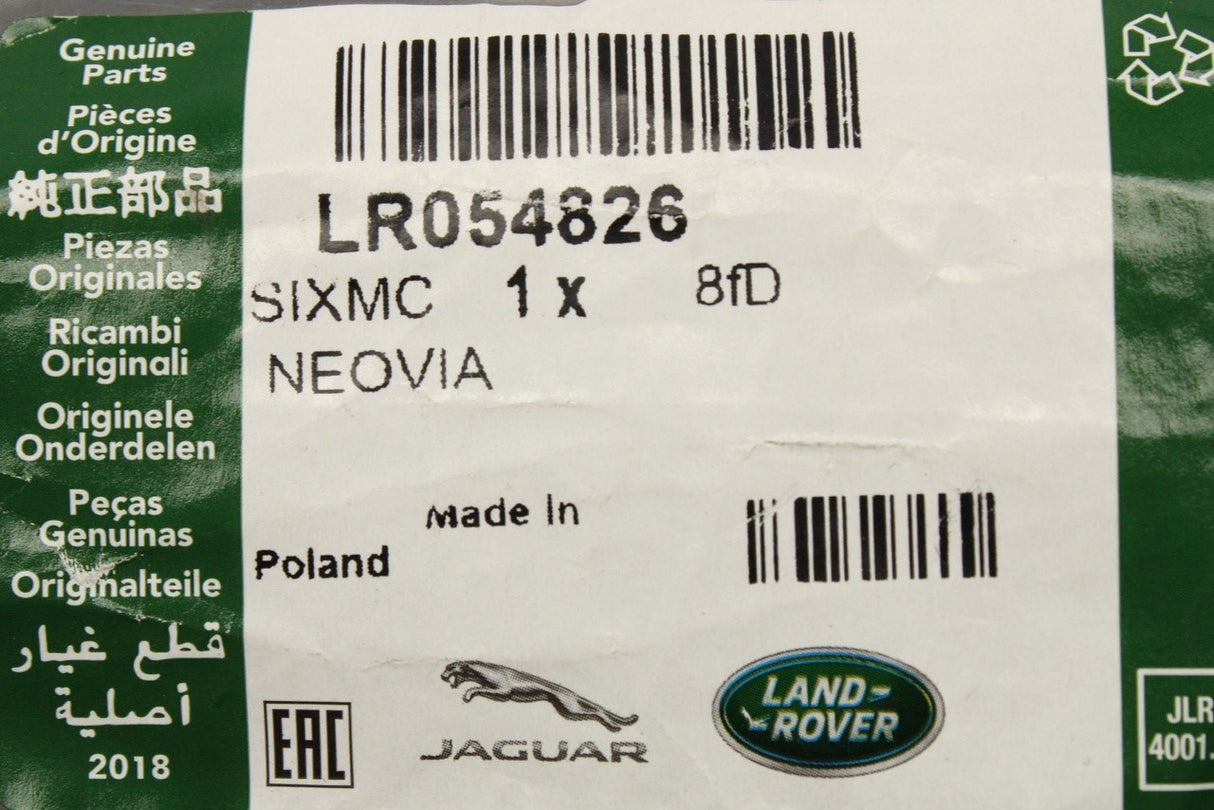 Genuine
Parts
Pièces
d'Origine
純正部品
Piezas
Originales
Ricambi
Originali
Originele
Onderdelen
Peças
Genuinas
Originalteile
قطع غيار
أصلية
2018
LR054826
SIXMC 1 x 8fD
NEOVIA
Made In
Poland
EAC
JAGUAR
LAND-
ROVER
JLR
4001.